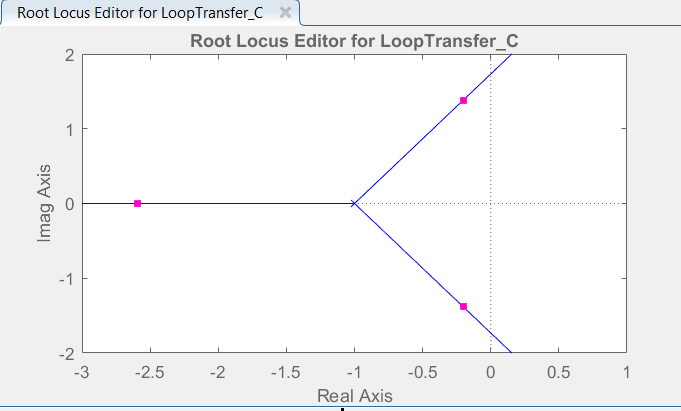 Root Locus Editor for LoopTransfer_C
Root Locus Editor for LoopTransfer_C
2
1
0
-1
-2
Imag Axis
-3 -2.5 -2 -1.5 -1 -0.5 0 0.5 1
Real Axis